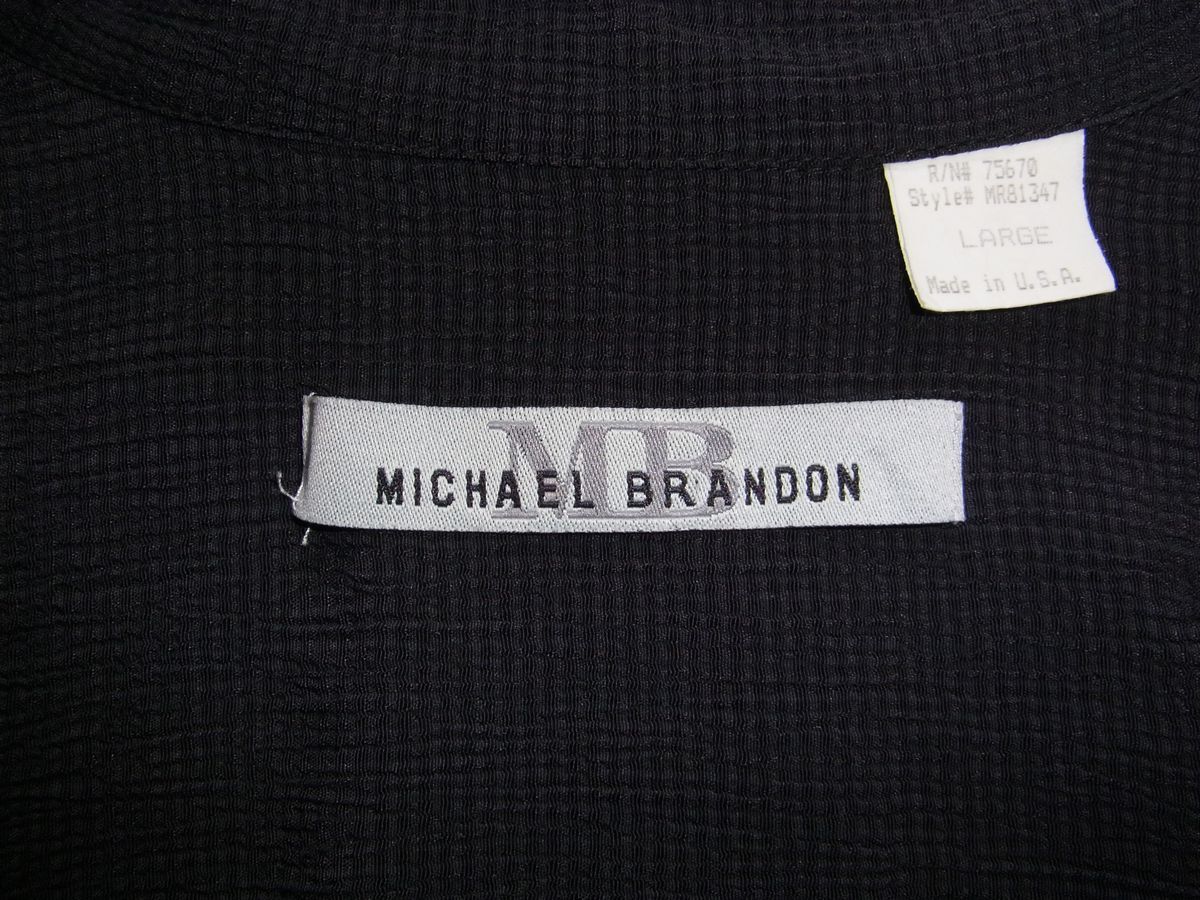 R/N# 75670
Style# MR81347
LARGE
Made in U.S.A.
MB
MICHAEL BRANDON